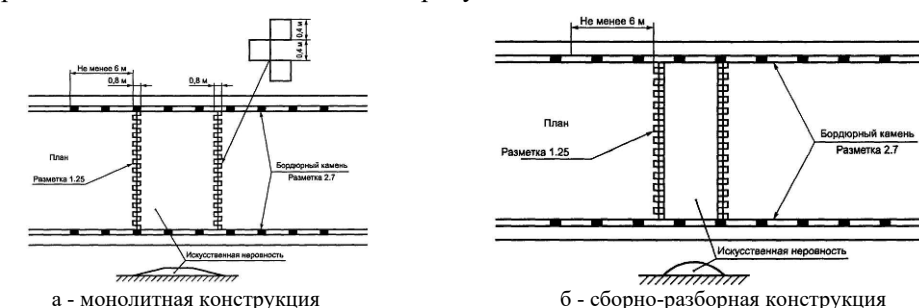 0,4 м
0,4 м
Не менее 6 м
0,8 м
0,8 м
План
Разметка 1.25
Бордюрный камень
Разметка 2.7
Искусственная неровность
а - монолитная конструкция
Не менее 6 м
План
Разметка 1.25
Бордюрный камень
Разметка 2.7
Искусственная неровность
б - сборно-разборная конструкция